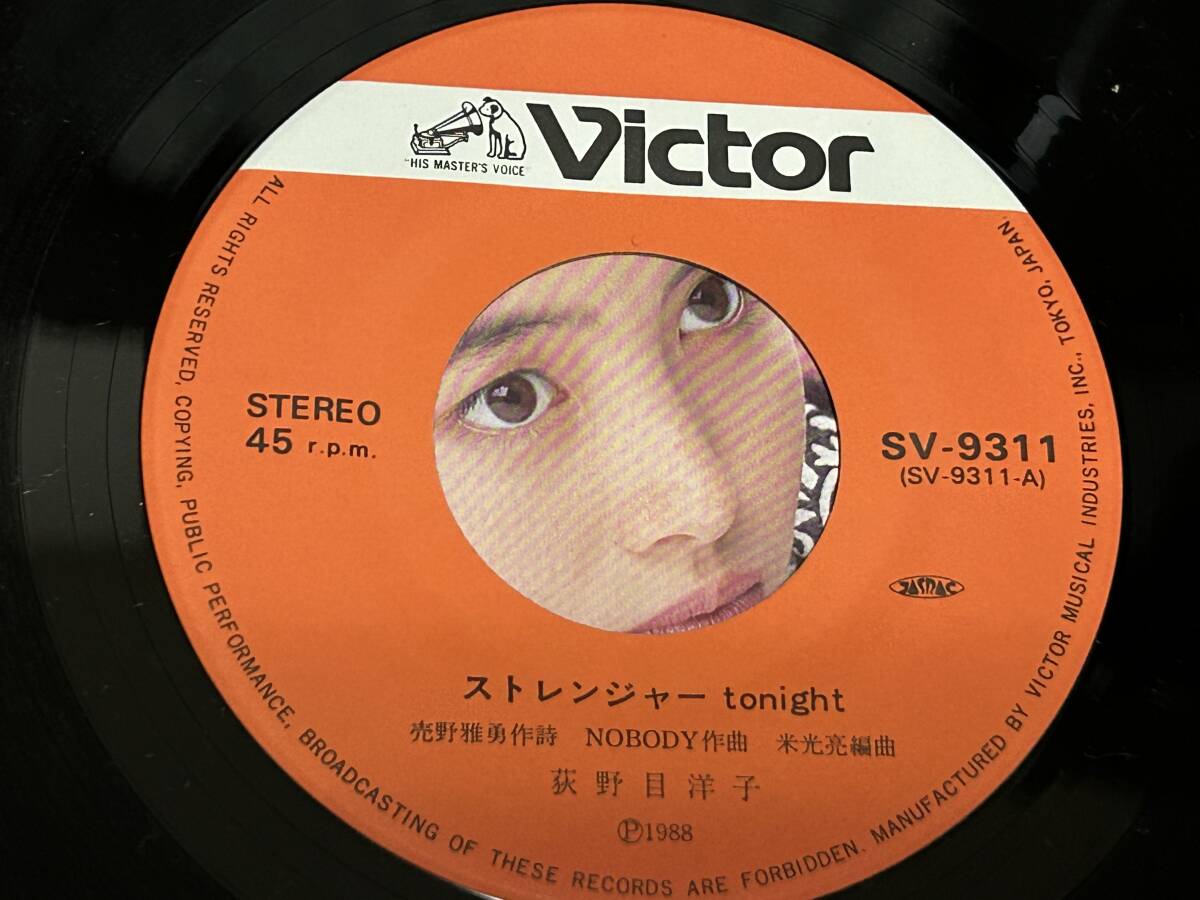 "HIS MASTER'S VOICE"
Victor
STEREO
45 r.p.m.
SV-9311
(SV-9311-A)
JASRAC
ストレンジャー tonight
売野雅勇作詩 NOBODY作曲 米光亮編曲
荻野目洋子
Ⓟ1988
ALL RIGHTS RESERVED, COPYING, PUBLIC PERFORMANCE, BROADCASTING OF THESE RECORDS ARE FORBIDDEN. MANUFACTURED BY VICTOR MUSICAL INDUSTRIES, INC., TOKYO, JAPAN